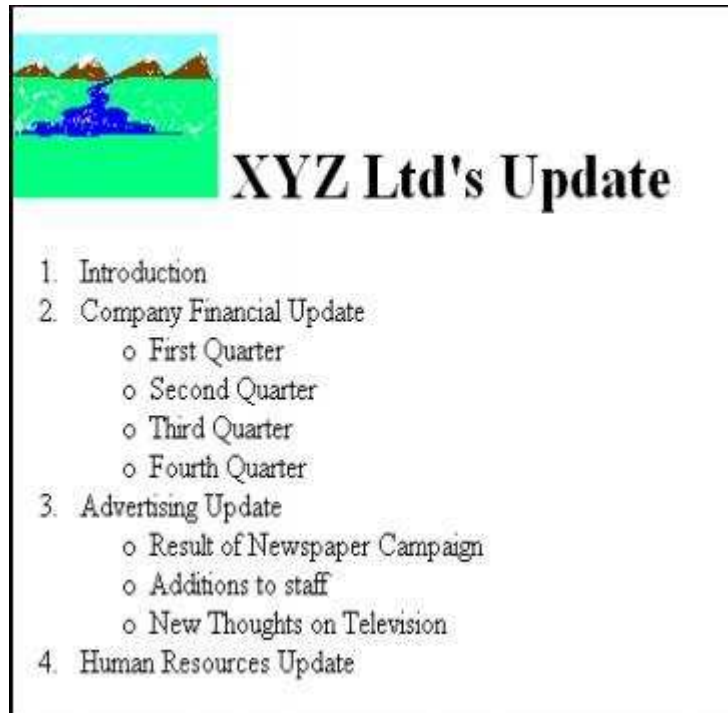 XYZ Ltd's Update
1. Introduction
2. Company Financial Update
o First Quarter
o Second Quarter
o Third Quarter
o Fourth Quarter
3. Advertising Update
o Result of Newspaper Campaign
o Additions to staff
o New Thoughts on Television
4. Human Resources Update